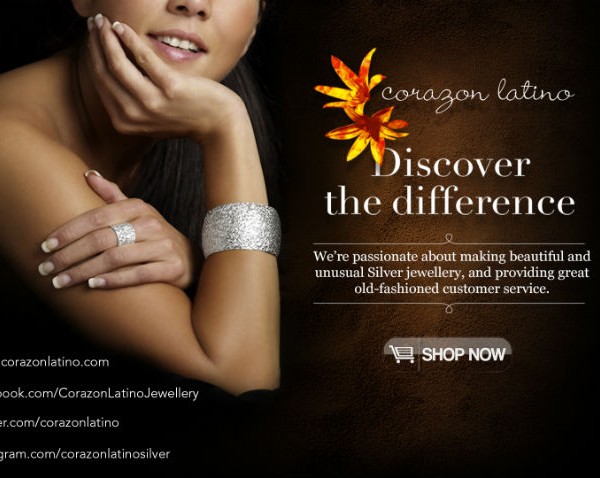 corazon latino
Discover
the difference
We're passionate about making beautiful and
unusual Silver jewellery, and providing great
old-fashioned customer service.
SHOP NOW
corazonlatino.com
book.com/CorazonLatinoJewellery
er.com/corazonlatino
gram.com/corazonlatinosilver